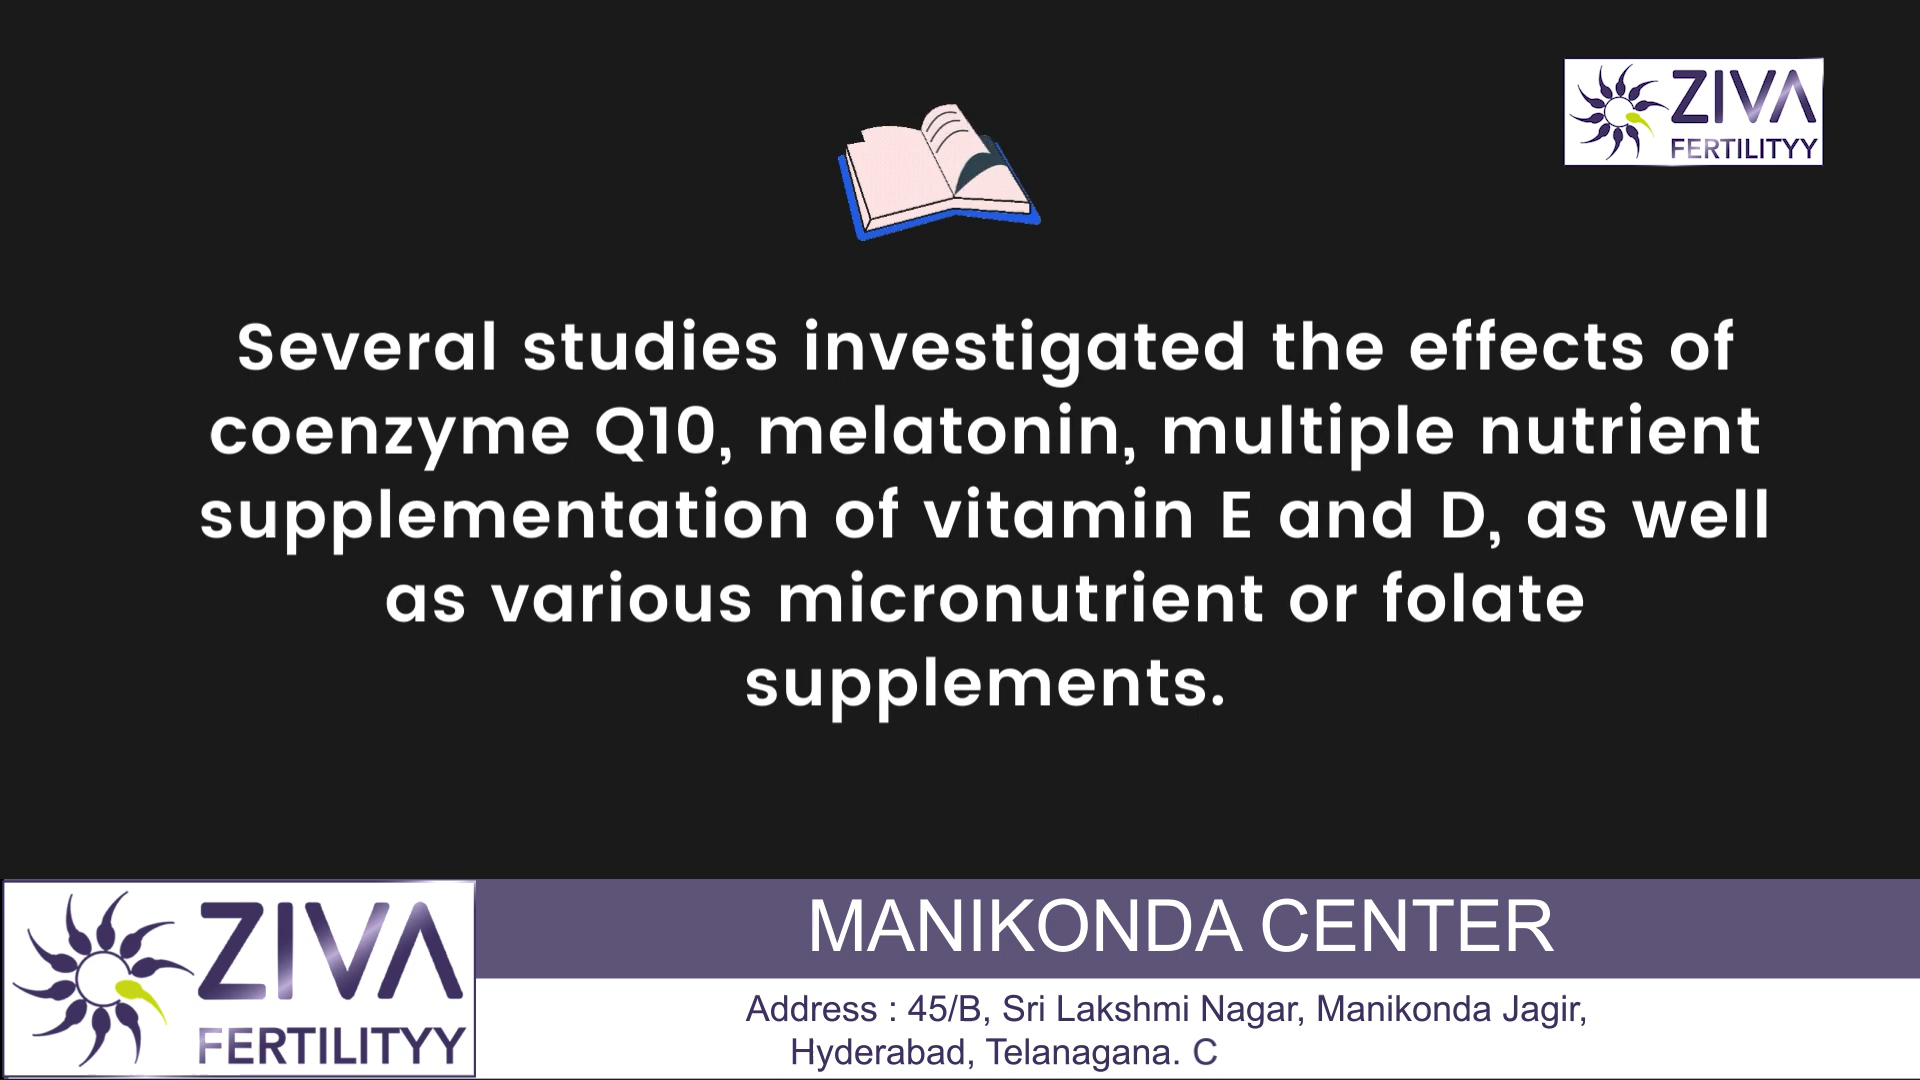 ZIVA
FERTILITYY
Several studies investigated the effects of
coenzyme Q10, melatonin, multiple nutrient
supplementation of vitamin E and D, as well
as various micronutrient or folate
supplements.
ZIVA
FERTILITYY
MANIKONDA CENTER
Address : 45/B, Sri Lakshmi Nagar, Manikonda Jagir,
Hyderabad, Telanagana. C